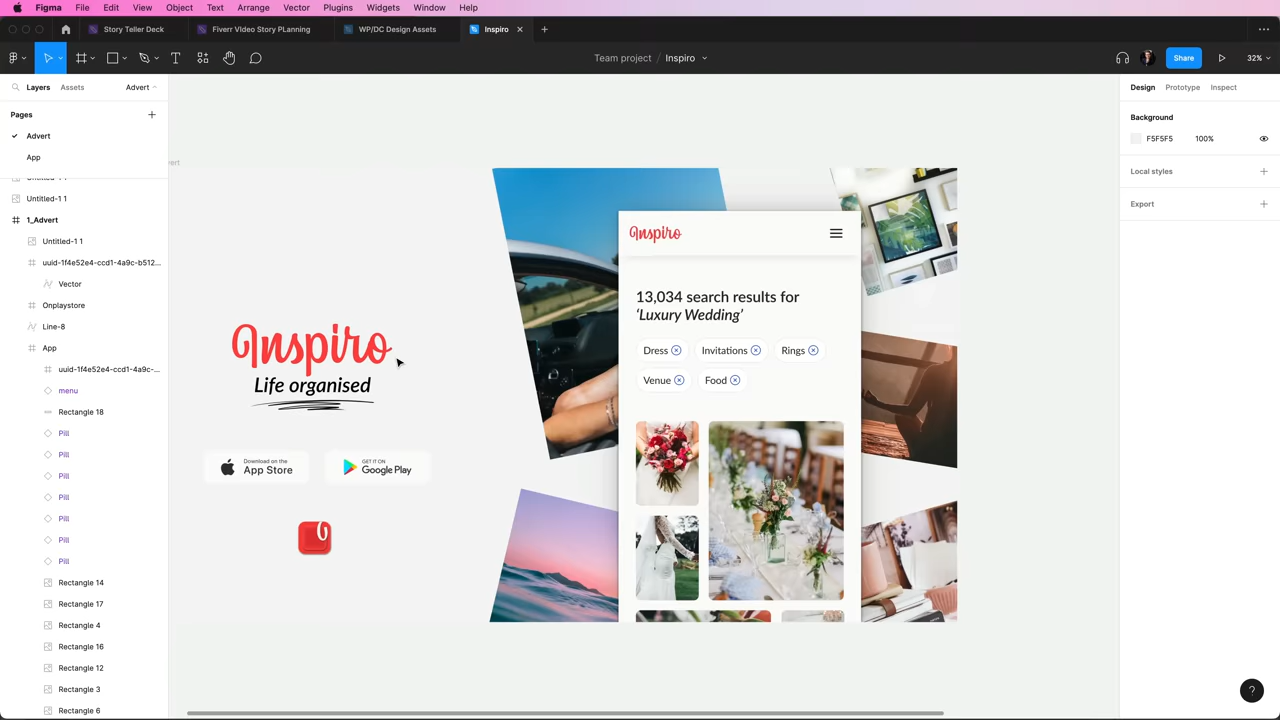 Figma File Edit View Object Text Arrange Vector Plugins Widgets Window Help
Story Teller Deck
Fiverr VIdeo Story PLanning
WP/DC Design Assets
Inspiro
Team project / Inspiro
Share
32%
Layers
Assets
Advert
Pages
Advert
App
Untitled-1 1
1_Advert
Untitled-1 1
uuid-1f4e52e4-ccd1-4a9c-b512...
Vector
Onplaystore
Line-8
App
uuid-1f4e52e4-ccd1-4a9c-...
menu
Rectangle 18
Pill
Pill
Pill
Pill
Pill
Pill
Pill
Rectangle 14
Rectangle 17
Rectangle 4
Rectangle 16
Rectangle 12
Rectangle 3
Rectangle 6
Inspiro
Life organised
Download on the
App Store
GET IT ON
Google Play
Inspiro
13,034 search results for
‘Luxury Wedding’
Dress
Invitations
Rings
Venue
Food
Design
Prototype
Inspect
Background
F5F5F5
100%
Local styles
Export
?